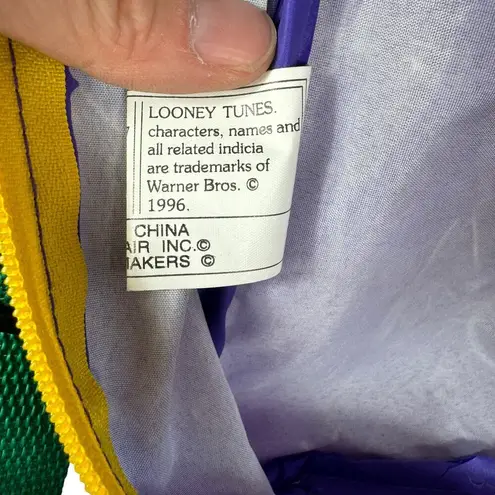 LOONEY TUNES.
characters, names and
all related indicia
are trademarks of
Warner Bros. ©
1996.
CHINA
AIR INC.©
MAKERS ©